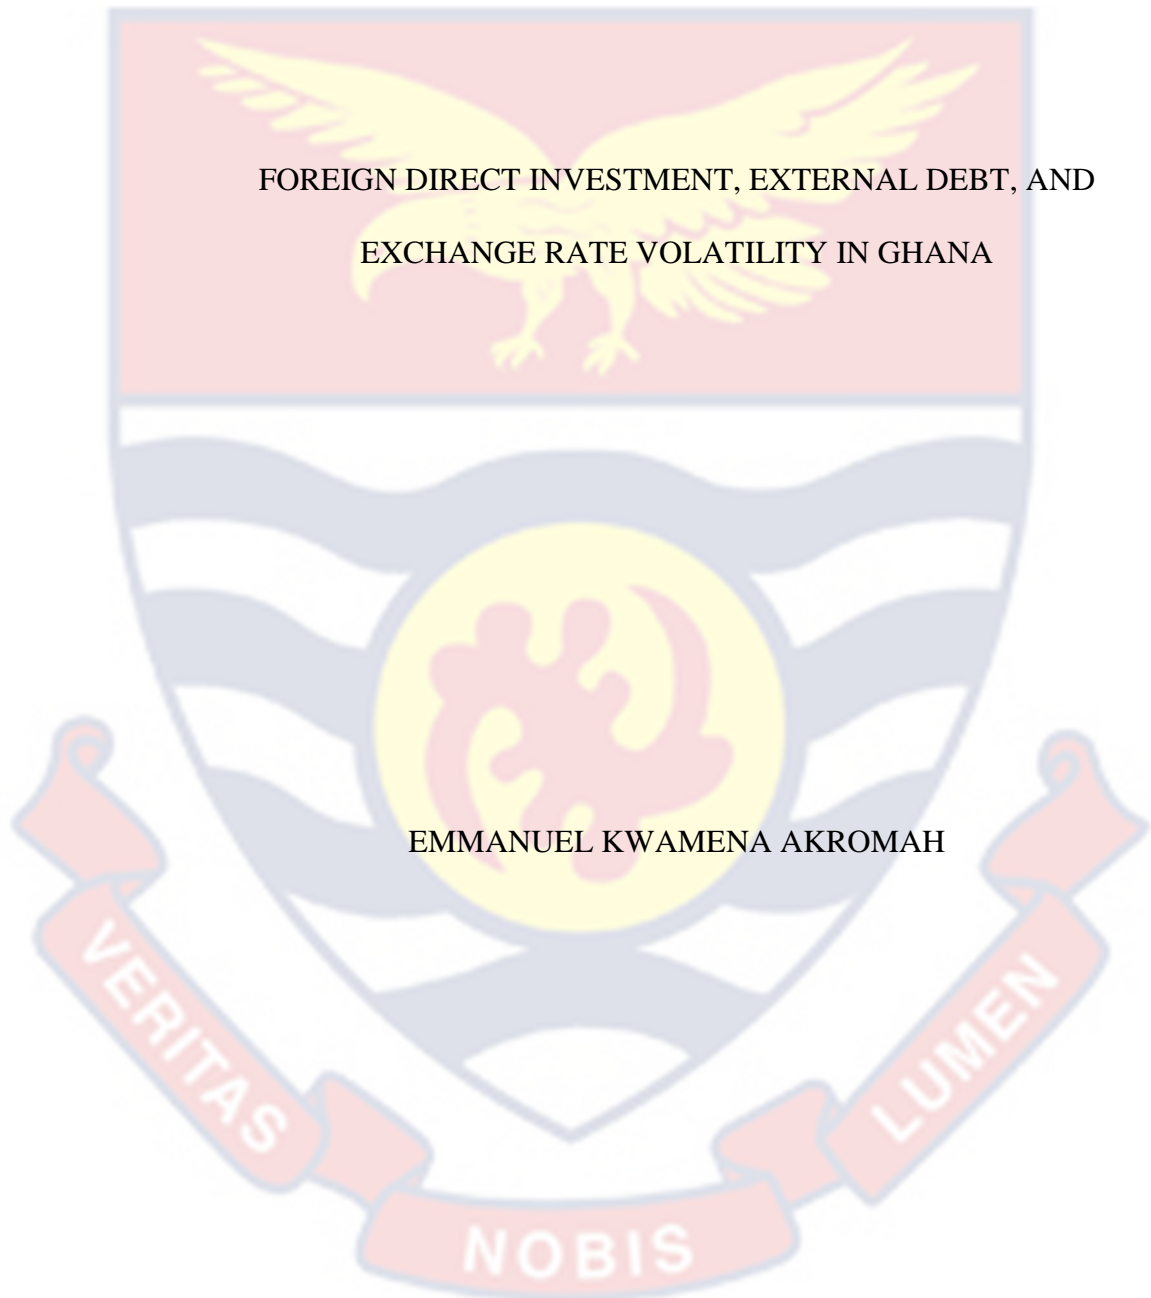 FOREIGN DIRECT INVESTMENT, EXTERNAL DEBT, AND
EXCHANGE RATE VOLATILITY IN GHANA
EMMANUEL KWAMENA AKROMAH
VERITAS
NOBIS
LUMEN